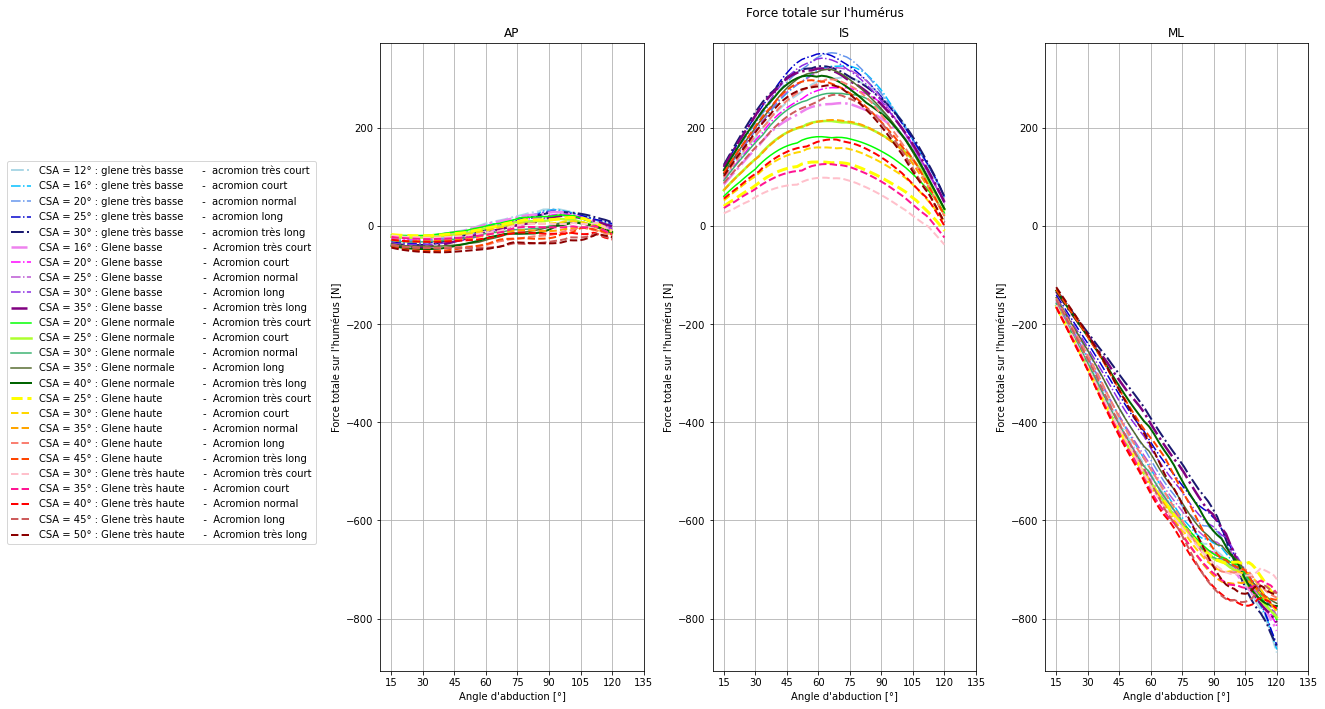 Force totale sur l'humérus
AP
IS
ML
CSA = 12° : glene très basse - acromion très court
CSA = 16° : glene très basse - acromion court
CSA = 20° : glene très basse - acromion normal
CSA = 25° : glene très basse - acromion long
CSA = 30° : glene très basse - acromion très long
CSA = 16° : Glene basse - Acromion très court
CSA = 20° : Glene basse - Acromion court
CSA = 25° : Glene basse - Acromion normal
CSA = 30° : Glene basse - Acromion long
CSA = 35° : Glene basse - Acromion très long
CSA = 20° : Glene normale - Acromion très court
CSA = 25° : Glene normale - Acromion court
CSA = 30° : Glene normale - Acromion normal
CSA = 35° : Glene normale - Acromion long
CSA = 40° : Glene normale - Acromion très long
CSA = 25° : Glene haute - Acromion très court
CSA = 30° : Glene haute - Acromion court
CSA = 35° : Glene haute - Acromion normal
CSA = 40° : Glene haute - Acromion long
CSA = 45° : Glene haute - Acromion très long
CSA = 30° : Glene très haute - Acromion très court
CSA = 35° : Glene très haute - Acromion court
CSA = 40° : Glene très haute - Acromion normal
CSA = 45° : Glene très haute - Acromion long
CSA = 50° : Glene très haute - Acromion très long
Force totale sur l'humérus [N]
200
0
−200
−400
−600
−800
15 30 45 60 75 90 105 120 135
Angle d'abduction [°]
Force totale sur l'humérus [N]
200
0
−200
−400
−600
−800
15 30 45 60 75 90 105 120 135
Angle d'abduction [°]
Force totale sur l'humérus [N]
200
0
−200
−400
−600
−800
15 30 45 60 75 90 105 120 135
Angle d'abduction [°]